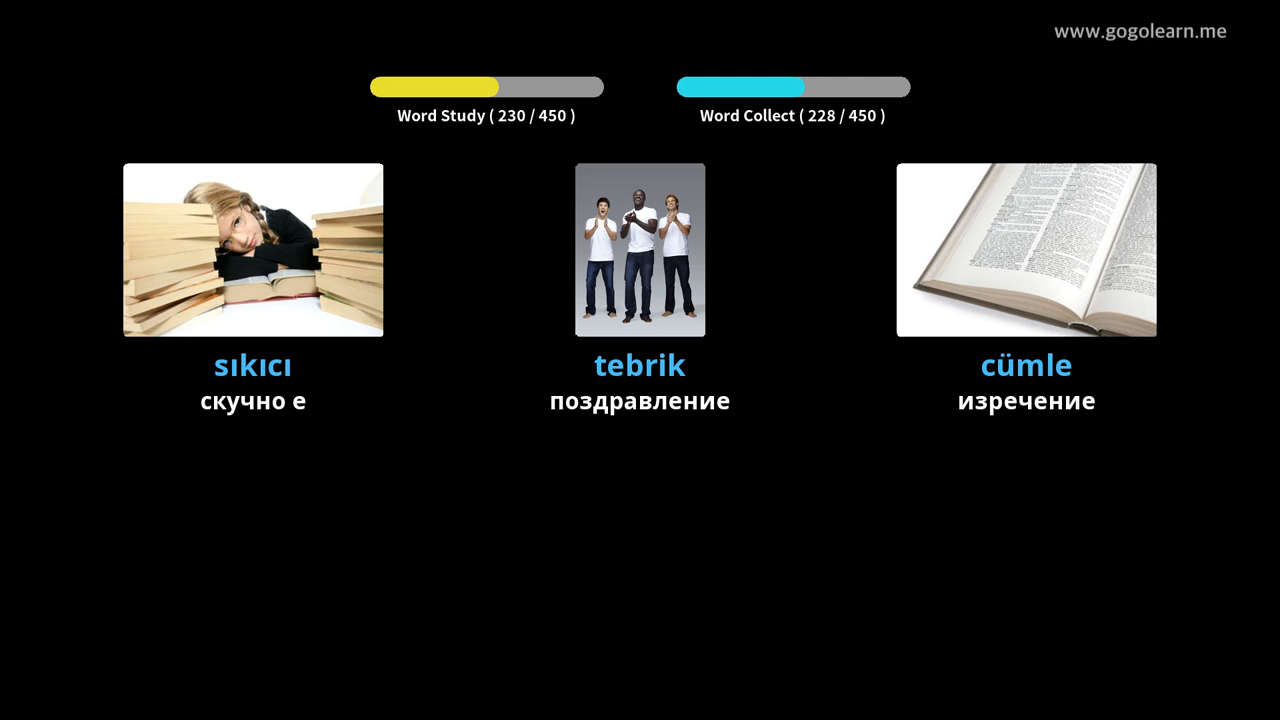 www.gogolearn.me
Word Study ( 230 / 450 )
Word Collect ( 228 / 450 )
sıkıcı
скучно е
tebrik
поздравление
cümle
изречение